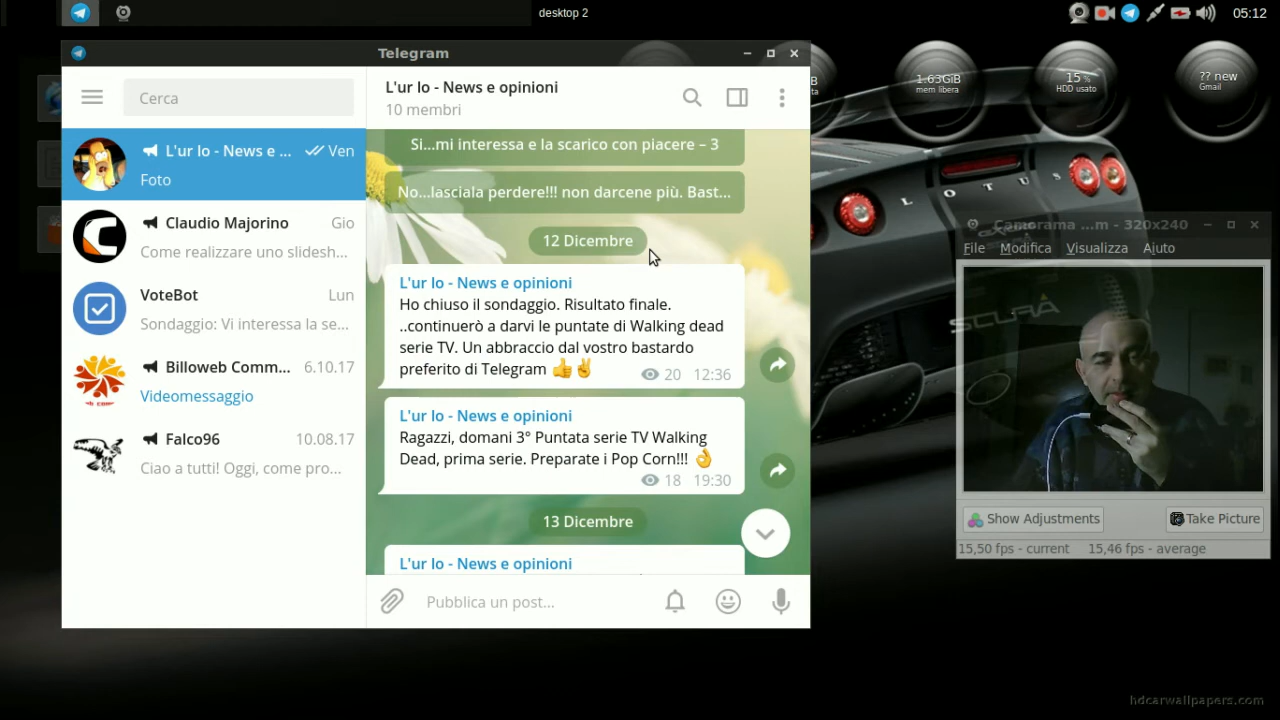 desktop 2
05:12
Telegram
Cerca
L'ur lo - News e opinioni
10 membri
L'ur lo - News e ...
Ven
Foto
Claudio Majorino
Gio
Come realizzare uno slidesh...
VoteBot
Lun
Sondaggio: Vi interessa la se...
Billoweb Comm...
6.10.17
Videomessaggio
Falco96
10.08.17
Ciao a tutti! Oggi, come pro...
Si...mi interessa e la scarico con piacere – 3
No...lasciala perdere!!! non darcene più. Bast...
12 Dicembre
L'ur lo - News e opinioni
Ho chiuso il sondaggio. Risultato finale.
..continuerò a darvi le puntate di Walking dead
serie TV. Un abbraccio dal vostro bastardo
preferito di Telegram 👍✌
20 12:36
L'ur lo - News e opinioni
Ragazzi, domani 3° Puntata serie TV Walking
Dead, prima serie. Preparate i Pop Corn!!! 👌
18 19:30
13 Dicembre
L'ur lo - News e opinioni
Pubblica un post...
1.63GiB
mem libera
15 %
HDD usato
?? new
Gmail
LOTUS
Camorama ...m - 320x240
File Modifica Visualizza Aiuto
Show Adjustments
Take Picture
15,50 fps - current 15,46 fps - average
hdcarwallpapers.com